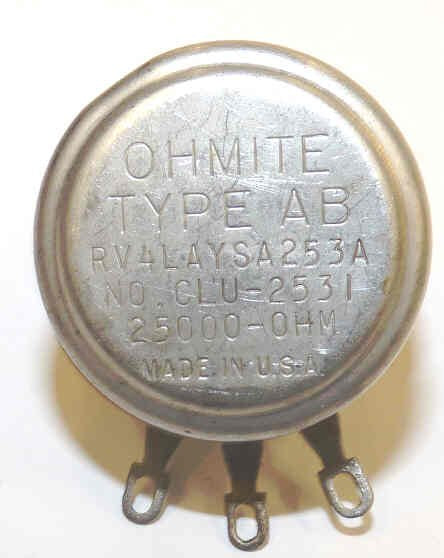 OHMITE
TYPE AB
RV4LAYSA253A
NO. CLU-2531
25000-OHM
MADE IN U.S.A.